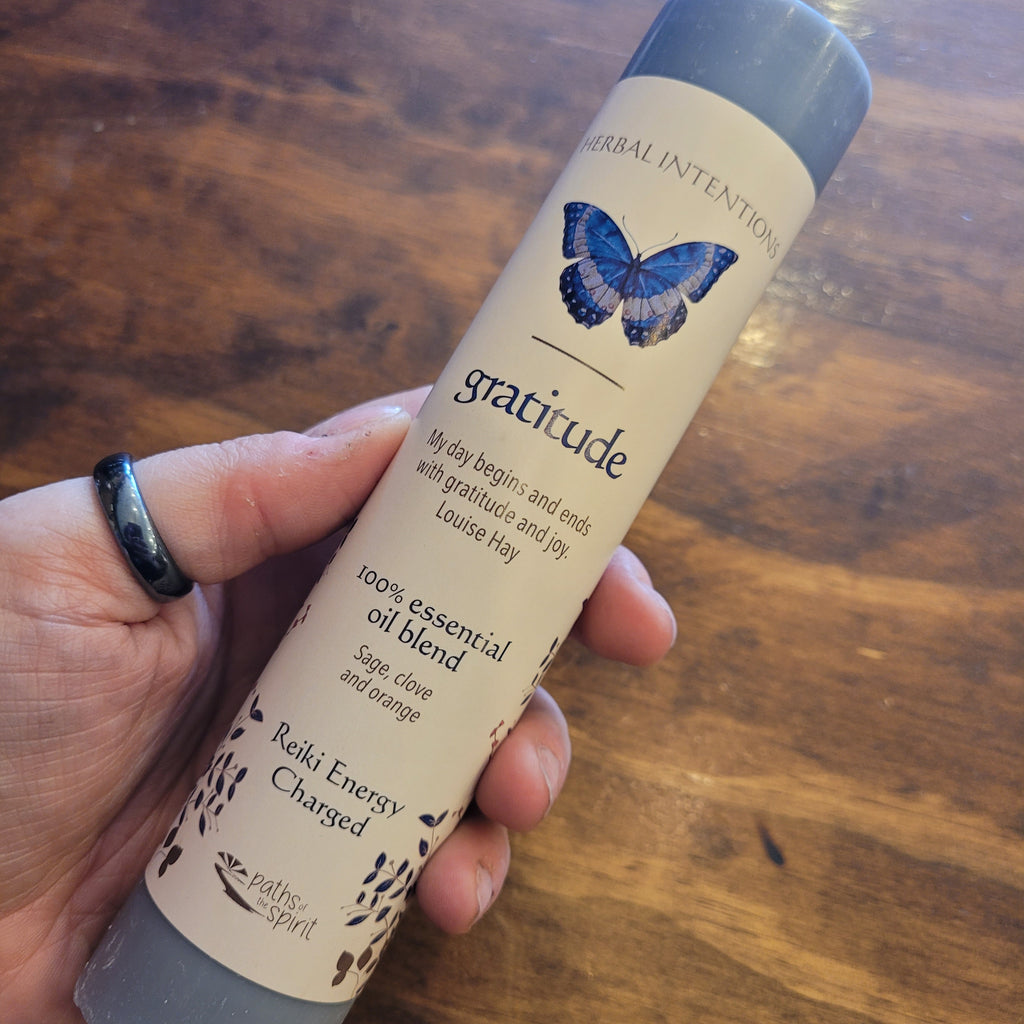 HERBAL INTENTIONS
gratitude
My day begins and ends
with gratitude and joy.
Louise Hay
100% essential
oil blend
Sage, clove
and orange
Reiki Energy
Charged
paths of
the spirit